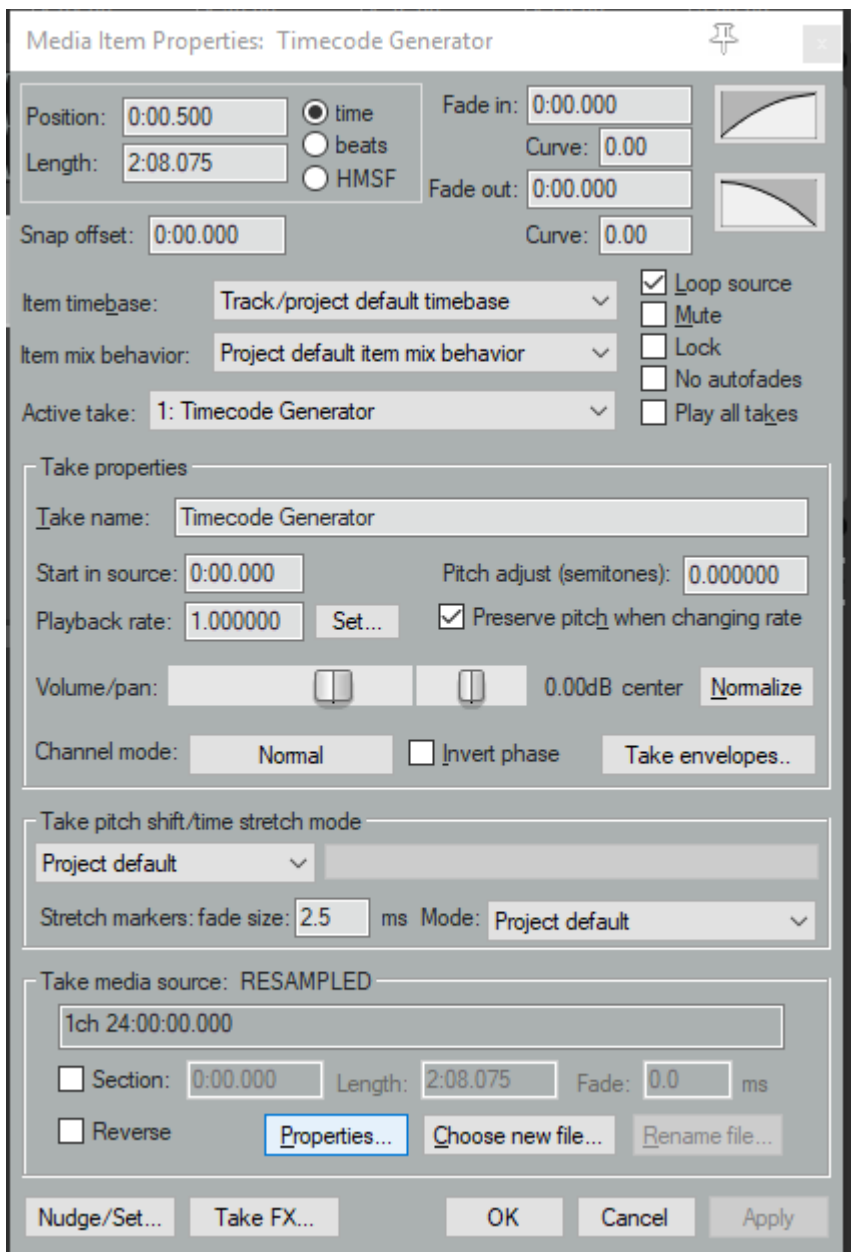 Media Item Properties: Timecode Generator
Position: 0:00.500
Length: 2:08.075
time
beats
HMSF
Fade in: 0:00.000
Curve: 0.00
Fade out: 0:00.000
Curve: 0.00
Snap offset: 0:00.000
Item timebase: Track/project default timebase
Item mix behavior: Project default item mix behavior
Active take: 1: Timecode Generator
Loop source
Mute
Lock
No autofades
Play all takes
Take properties
Take name: Timecode Generator
Start in source: 0:00.000 Pitch adjust (semitones): 0.000000
Playback rate: 1.000000 Set... Preserve pitch when changing rate
Volume/pan: 0.00dB center Normalize
Channel mode: Normal Invert phase Take envelopes..
Take pitch shift/time stretch mode
Project default
Stretch markers: fade size: 2.5 ms Mode: Project default
Take media source: RESAMPLED
1ch 24:00:00.000
Section: 0:00.000 Length: 2:08.075 Fade: 0.0 ms
Reverse Properties... Choose new file... Rename file...
Nudge/Set... Take FX... OK Cancel Apply